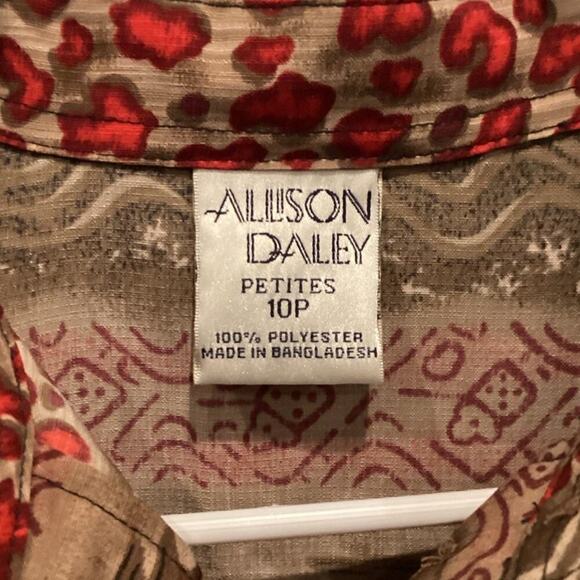 ALLISON
DALEY
PETITES
10P
100% POLYESTER
MADE IN BANGLADESH